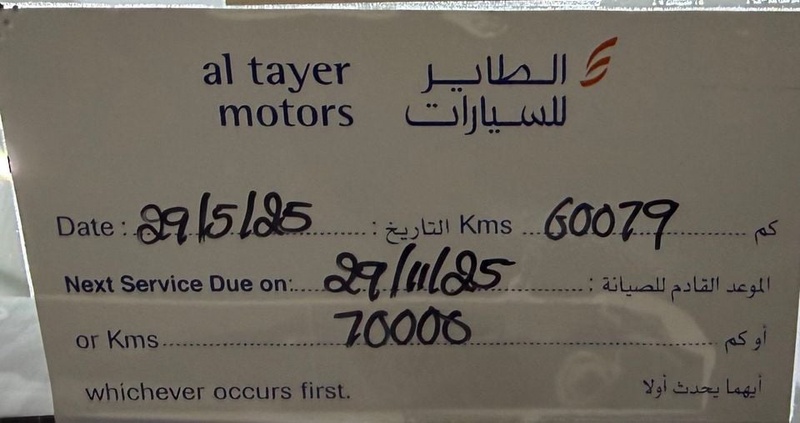 al tayer الطاير
motors للسيارات
Date : 29/5/25 التاريخ : Kms 60079 كم
Next Service Due on: 29/11/25 الموعد القادم للصيانة :
or Kms 70000 أو كم
whichever occurs first. أيهما يحدث أولا